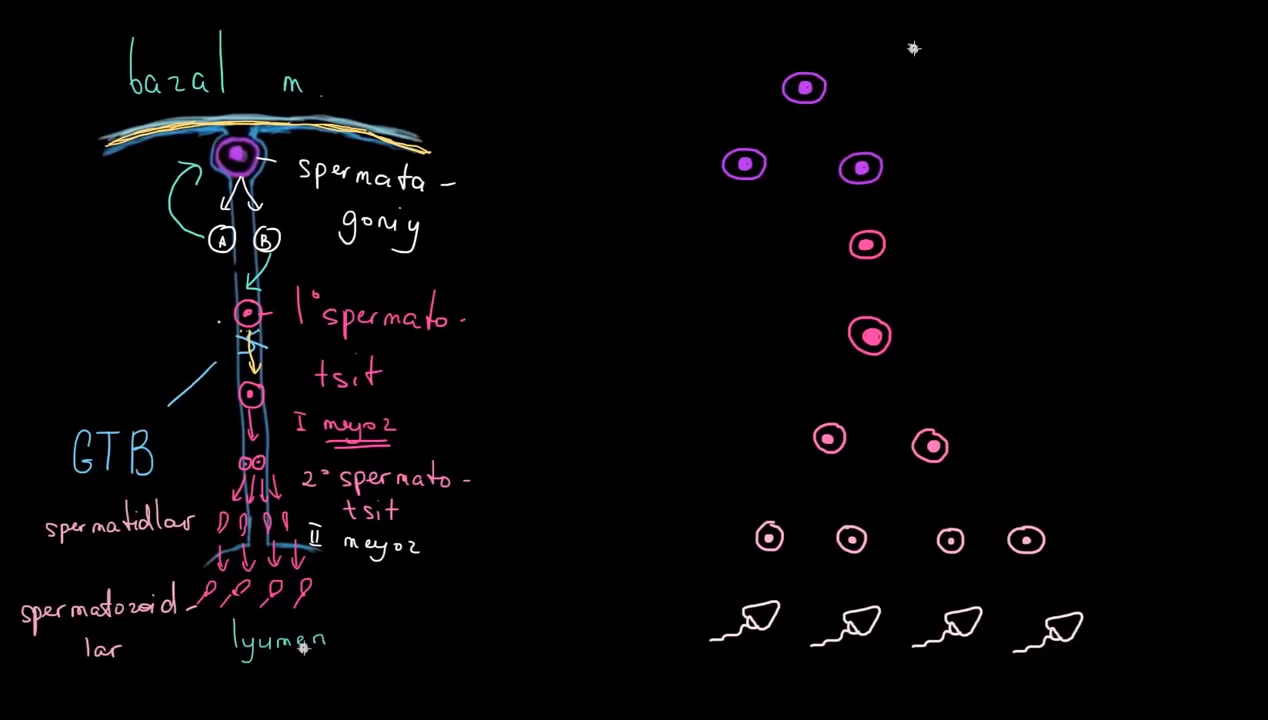 bazal m.
spermata -
goniy
A B
1° spermato -
tsit
I meyoz
GTB
2° spermato -
tsit
spermatidlar
II meyoz
spermatozoid
lar
lyumen